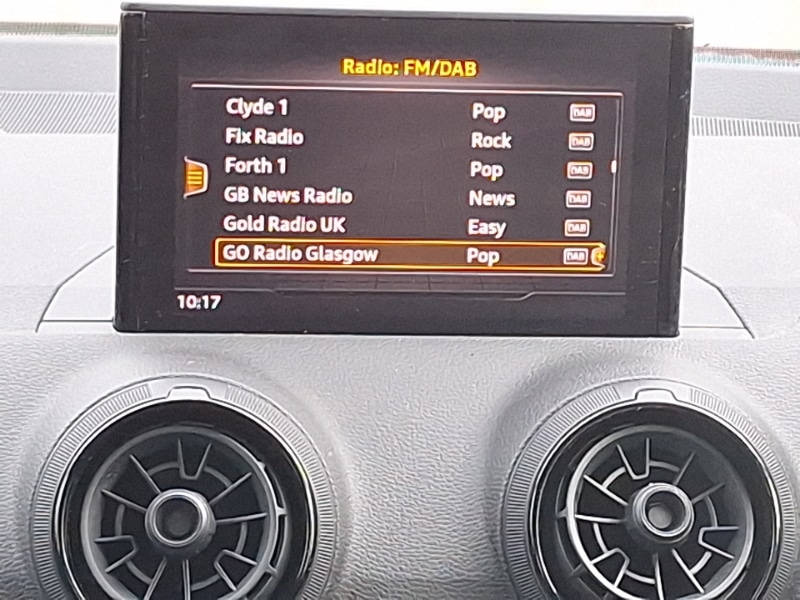 Radio: FM/DAB
Clyde 1 Pop DAB
Fix Radio Rock DAB
Forth 1 Pop DAB
GB News Radio News DAB
Gold Radio UK Easy DAB
GO Radio Glasgow Pop DAB
10:17